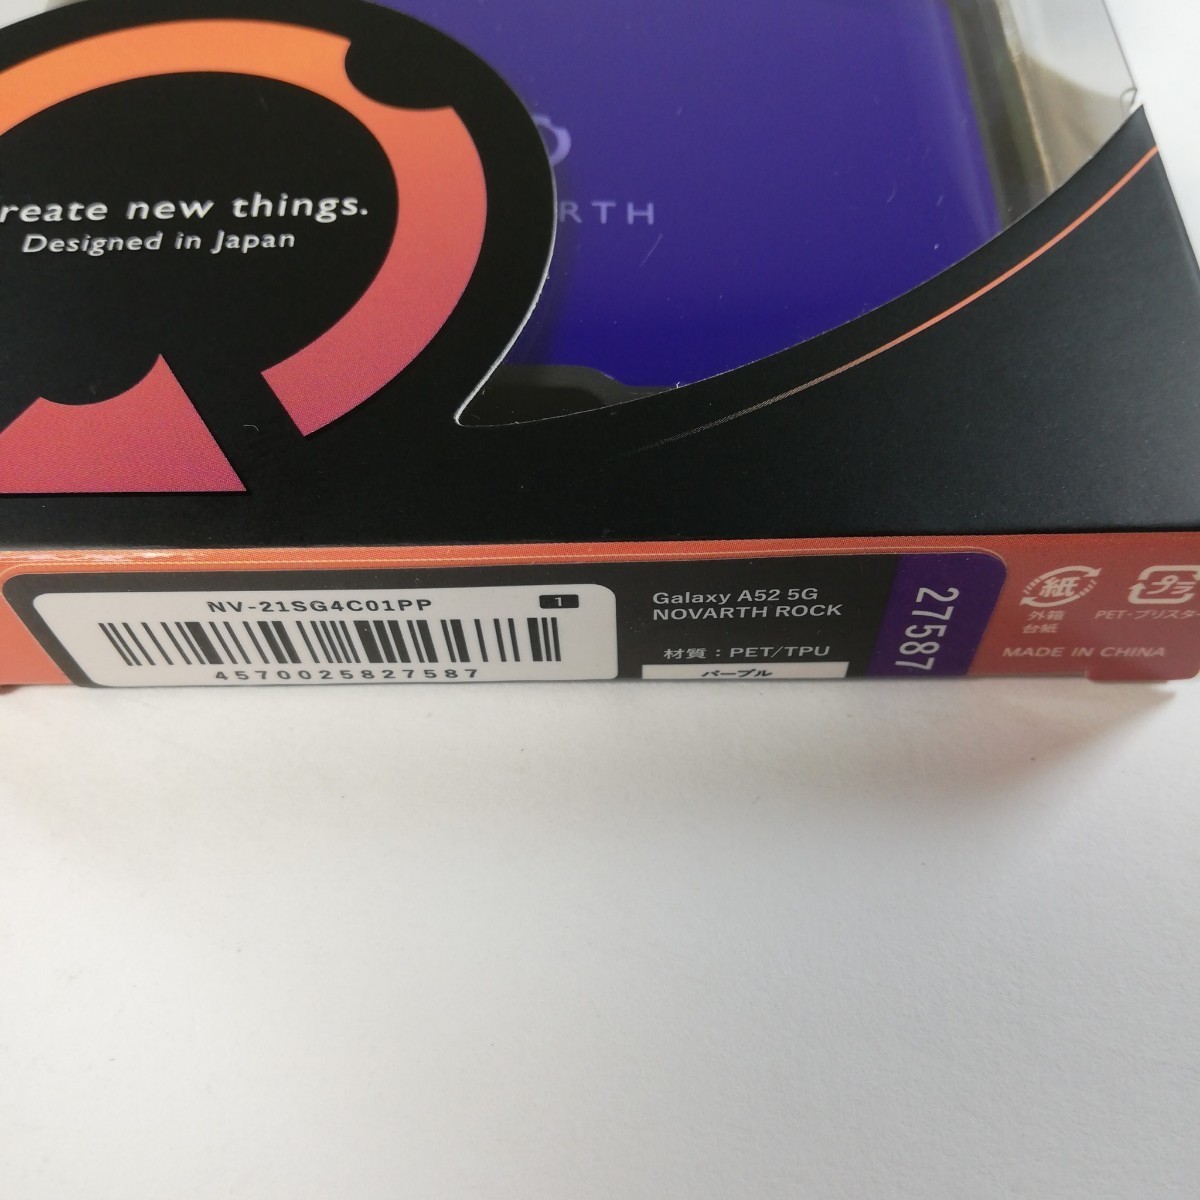 reate new things.
Designed in Japan
RTH
NV-21SG4C01PP
1
4570025827587
Galaxy A52 5G
NOVARTH ROCK
材質：PET/TPU
パープル
27587
紙
外箱
台紙
プラ
PET・ブリスタ
MADE IN CHINA